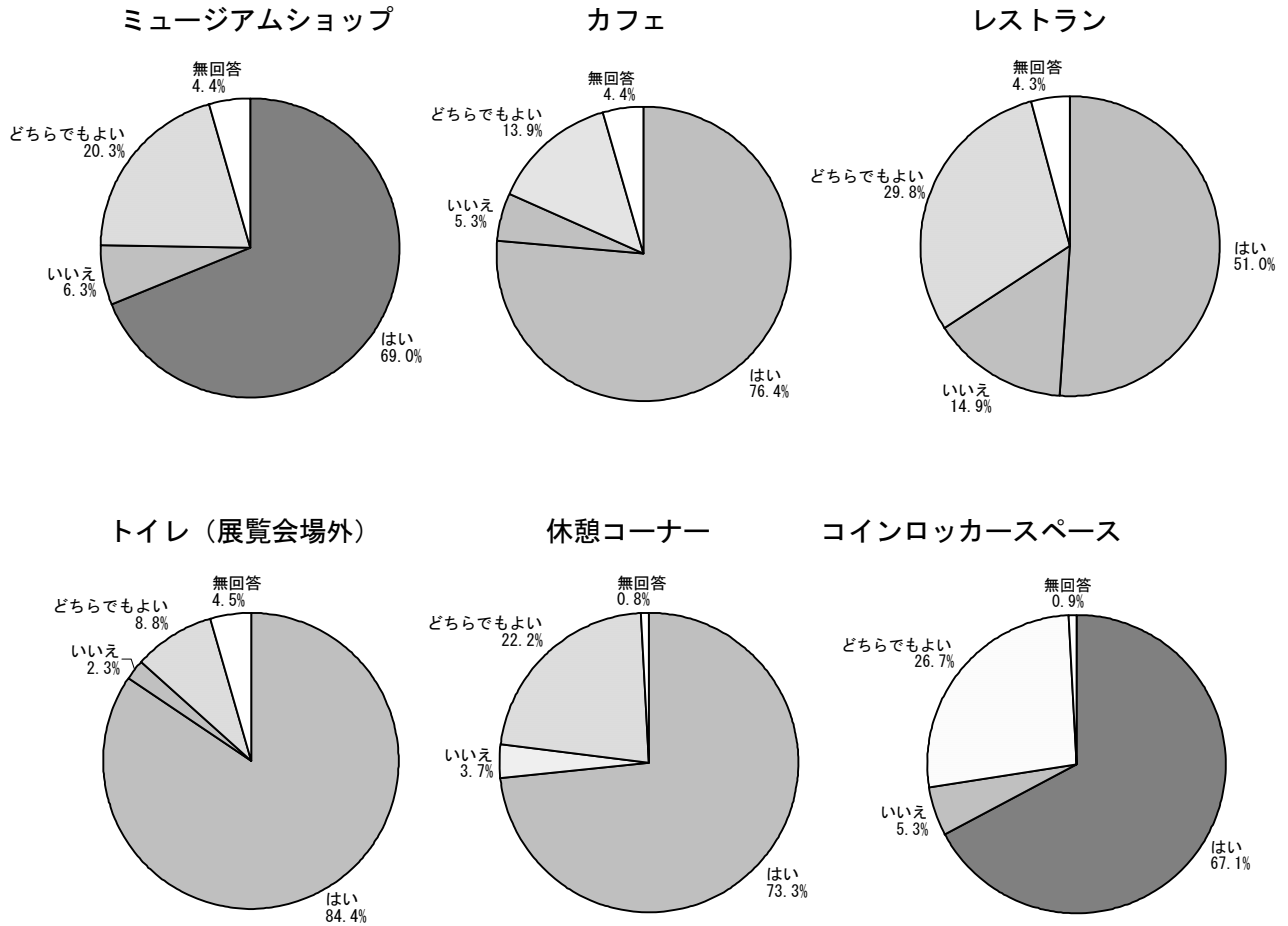 ミュージアムショップ
無回答
4.4%
どちらでもよい
20.3%
いいえ
6.3%
はい
69.0%
カフェ
無回答
4.4%
どちらでもよい
13.9%
いいえ
5.3%
はい
76.4%
レストラン
無回答
4.3%
どちらでもよい
29.8%
はい
51.0%
いいえ
14.9%
トイレ（展覧会場外）
無回答
4.5%
どちらでもよい
8.8%
いいえ
2.3%
はい
84.4%
休憩コーナー
無回答
0.8%
どちらでもよい
22.2%
いいえ
3.7%
はい
73.3%
コインロッカースペース
無回答
0.9%
どちらでもよい
26.7%
いいえ
5.3%
はい
67.1%